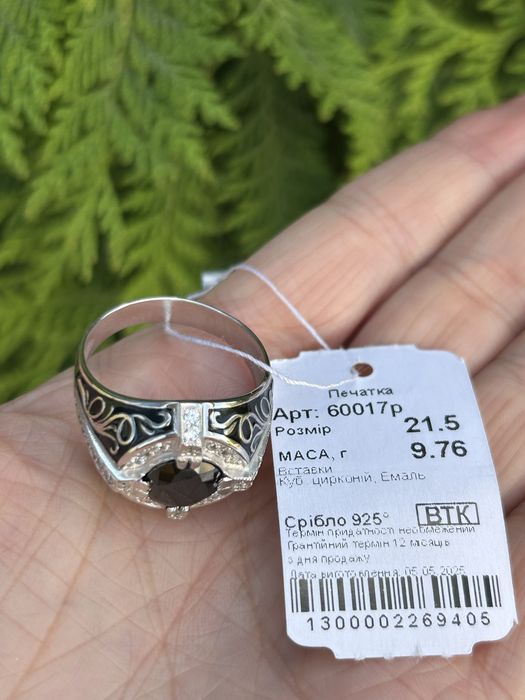 Печатка
Арт: 60017р
Розмір 21.5
МАСА, г 9.76
Вставки
Куб. цирконій, Емаль
Срібло 925° ВТК
Термін придатності необмежений
Грантійний термін 12 місяців
з дня продажу
Дата виготовлення 05.05.2025
1300002269405